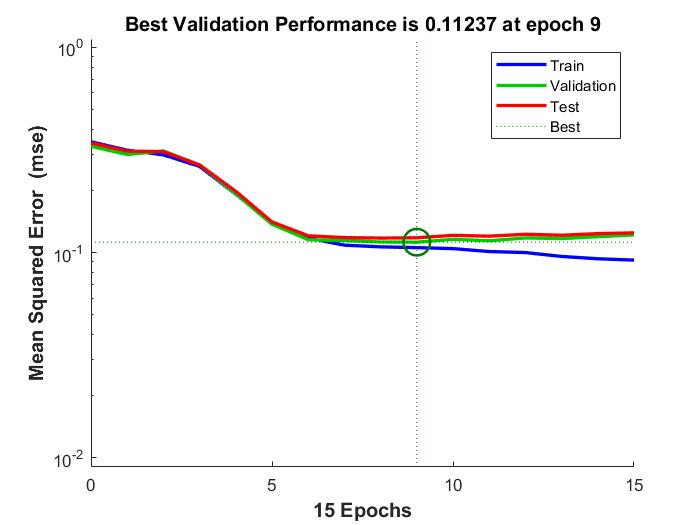 Best Validation Performance is 0.11237 at epoch 9
10^0
Train
Validation
Test
Best
Mean Squared Error (mse)
10^-1
10^-2
0
5
10
15
15 Epochs